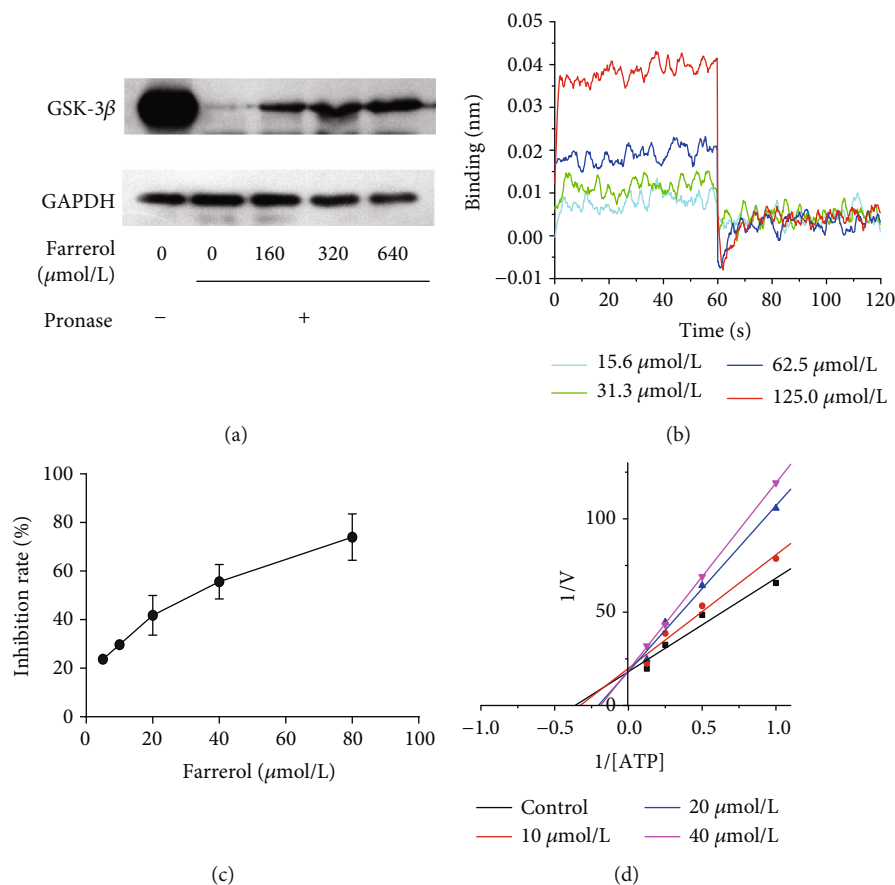 GSK-3β
GAPDH
Farrerol
(μmol/L)
0 0 160 320 640
Pronase − +
(a)
Binding (nm)
0.05
0.04
0.03
0.02
0.01
0.00
−0.01
0 20 40 60 80 100 120
Time (s)
15.6 μmol/L
62.5 μmol/L
31.3 μmol/L
125.0 μmol/L
(b)
Inhibition rate (%)
100
80
60
40
20
0
0 20 40 60 80 100
Farrerol (μmol/L)
(c)
1/V
100
50
0
−1.0 −0.5 0.0 0.5 1.0
1/[ATP]
Control
20 μmol/L
10 μmol/L
40 μmol/L
(d)